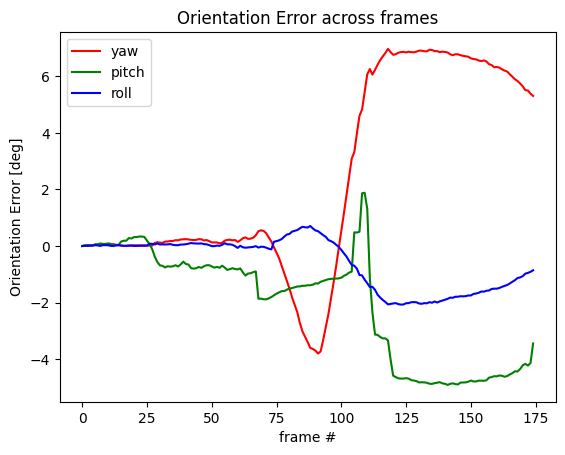 Orientation Error across frames
yaw
pitch
roll
Orientation Error [deg]
6
4
2
0
−2
−4
0 25 50 75 100 125 150 175
frame #